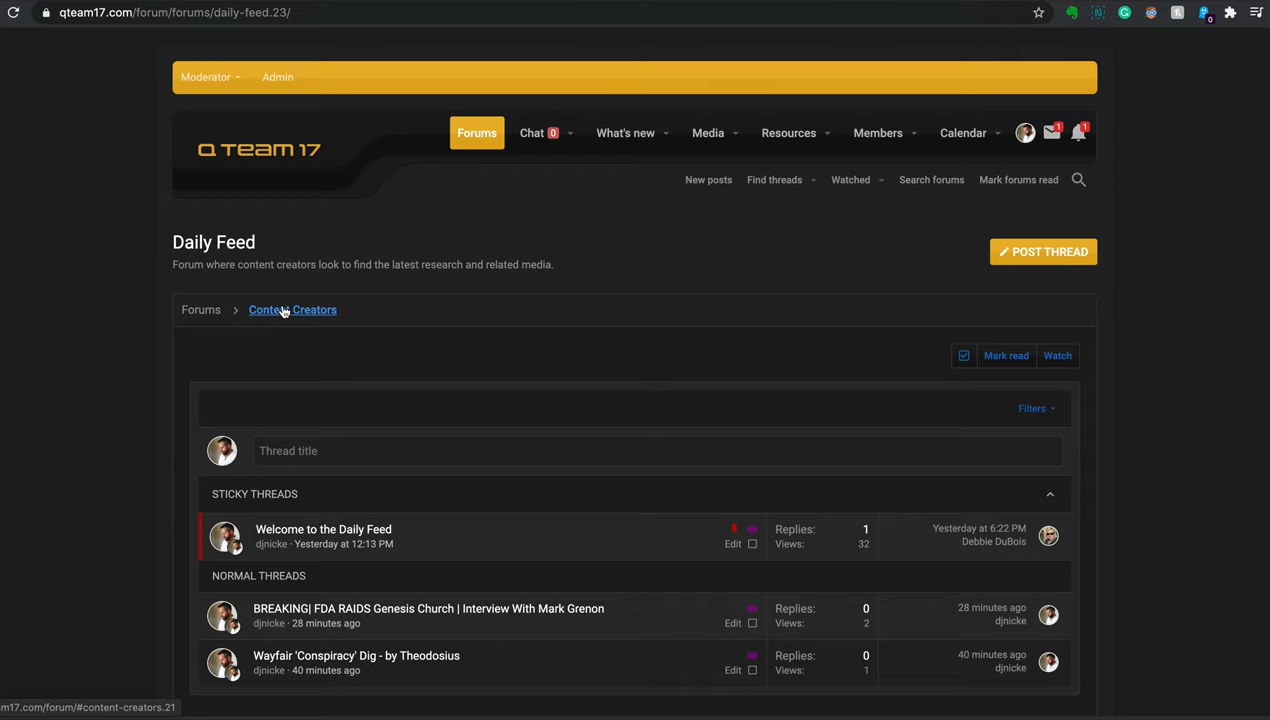 qteam17.com/forum/forums/daily-feed.23/
0
Moderator Admin
Q TEAM 17
Forums Chat 0 What's new Media Resources Members Calendar 1 1
New posts Find threads Watched Search forums Mark forums read
Daily Feed
POST THREAD
Forum where content creators look to find the latest research and related media.
Forums > Content Creators
Mark read Watch
Filters
Thread title
STICKY THREADS
Welcome to the Daily Feed
djnicke · Yesterday at 12:13 PM
Edit
Replies: 1
Views: 32
Yesterday at 6:22 PM
Debbie DuBois
NORMAL THREADS
BREAKING| FDA RAIDS Genesis Church | Interview With Mark Grenon
djnicke · 28 minutes ago
Edit
Replies: 0
Views: 2
28 minutes ago
djnicke
Wayfair 'Conspiracy' Dig - by Theodosius
djnicke · 40 minutes ago
Edit
Replies: 0
Views: 1
40 minutes ago
djnicke
m17.com/forum/#content-creators.21